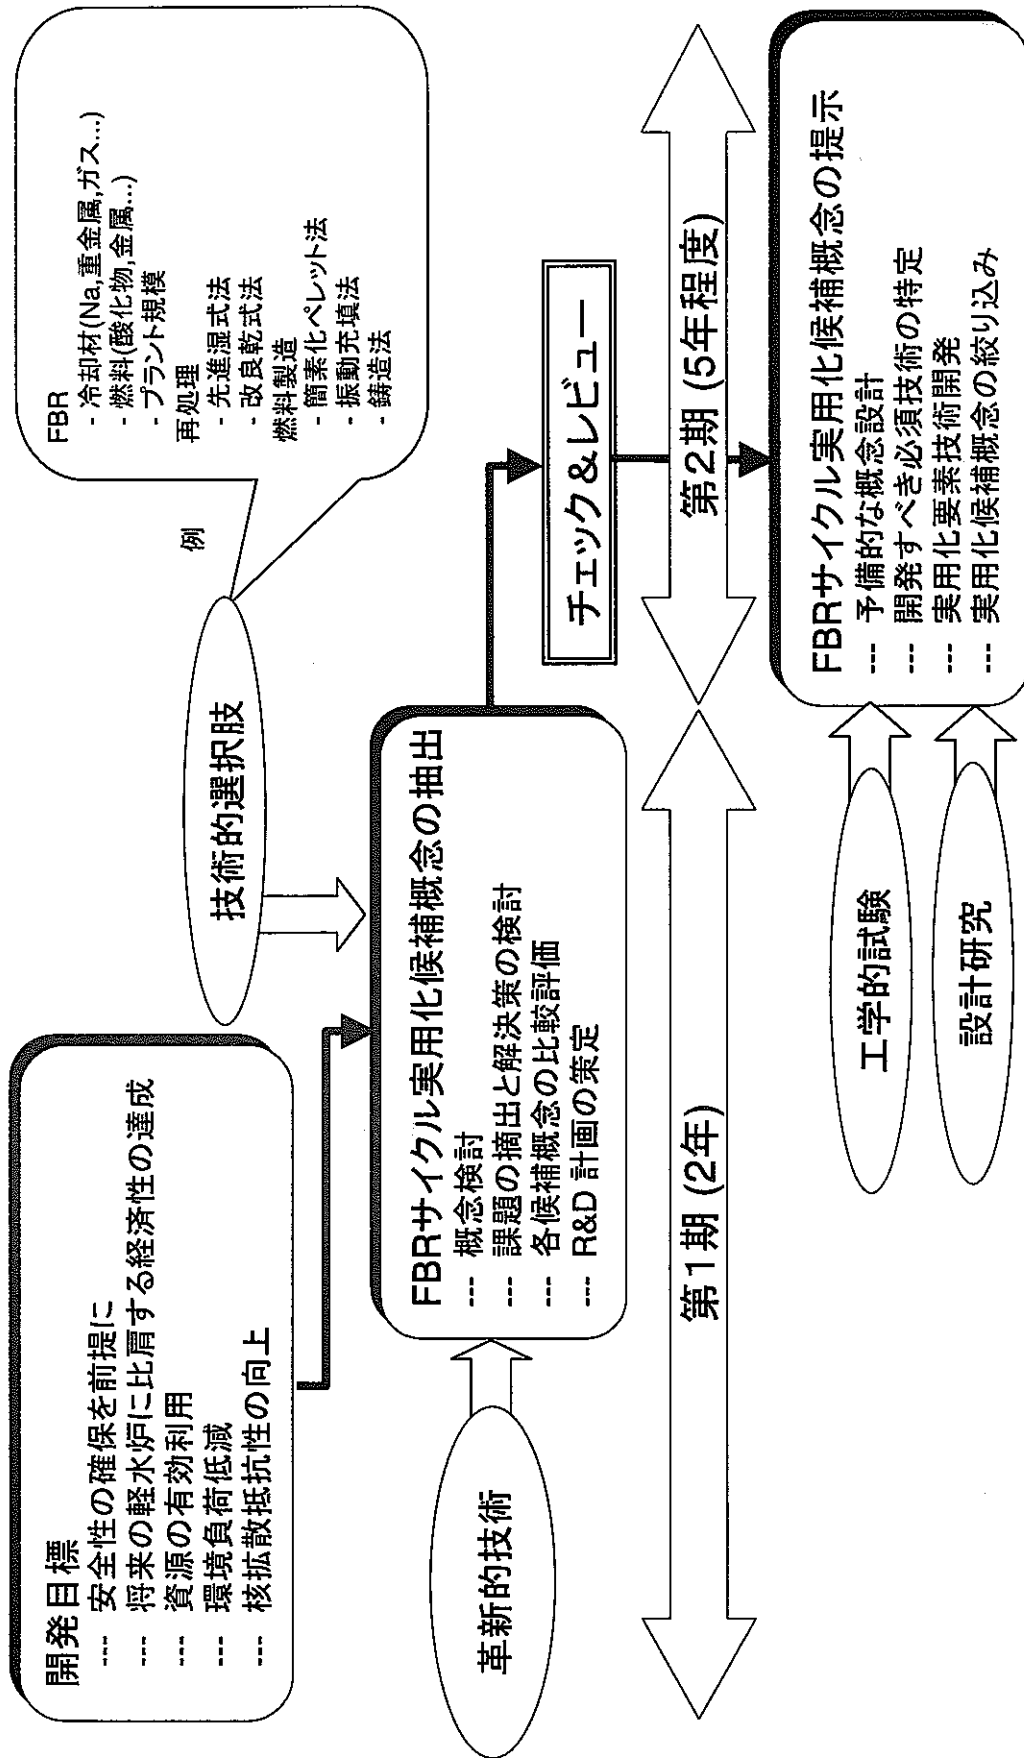 開発目標
--- 安全性の確保を前提に
--- 将来の軽水炉に比肩する経済性の達成
--- 資源の有効利用
--- 環境負荷低減
--- 核拡散抵抗性の向上
技術的選択肢
例
FBR
- 冷却材(Na,重金属,ガス...)
- 燃料(酸化物,金属...)
- プラント規模
再処理
- 先進湿式法
- 改良乾式法
燃料製造
- 簡素化ペレット法
- 振動充填法
- 鋳造法
革新的技術
FBRサイクル実用化候補概念の抽出
--- 概念検討
--- 課題の摘出と解決策の検討
--- 各候補概念の比較評価
--- R&D 計画の策定
チェック&レビュー
第1期 (2年)
第2期 (5年程度)
工学的試験
設計研究
FBRサイクル実用化候補概念の提示
--- 予備的な概念設計
--- 開発すべき必須技術の特定
--- 実用化要素技術開発
--- 実用化候補概念の絞り込み